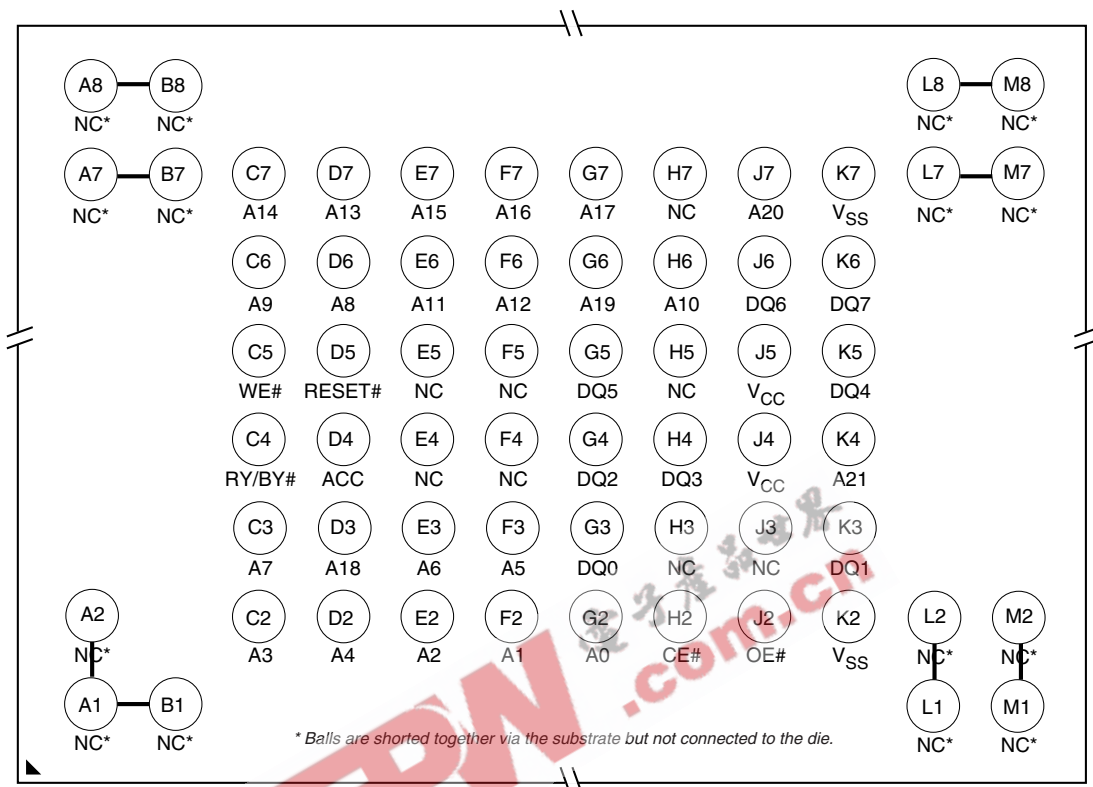 A8 B8 L8 M8
NC* NC* NC* NC*
A7 B7 C7 D7 E7 F7 G7 H7 J7 K7 L7 M7
NC* NC* A14 A13 A15 A16 A17 NC A20 VSS NC* NC*
C6 D6 E6 F6 G6 H6 J6 K6
A9 A8 A11 A12 A19 A10 DQ6 DQ7
C5 D5 E5 F5 G5 H5 J5 K5
WE# RESET# NC NC DQ5 NC VCC DQ4
C4 D4 E4 F4 G4 H4 J4 K4
RY/BY# ACC NC NC DQ2 DQ3 VCC A21
C3 D3 E3 F3 G3 H3 J3 K3
A7 A18 A6 A5 DQ0 NC NC DQ1
A2 C2 D2 E2 F2 G2 H2 J2 K2 L2 M2
NC* A3 A4 A2 A1 A0 CE# OE# VSS NC* NC*
A1 B1 L1 M1
NC* NC* NC* NC*
* Balls are shorted together via the substrate but not connected to the die.
电子产品世界
.com.cn